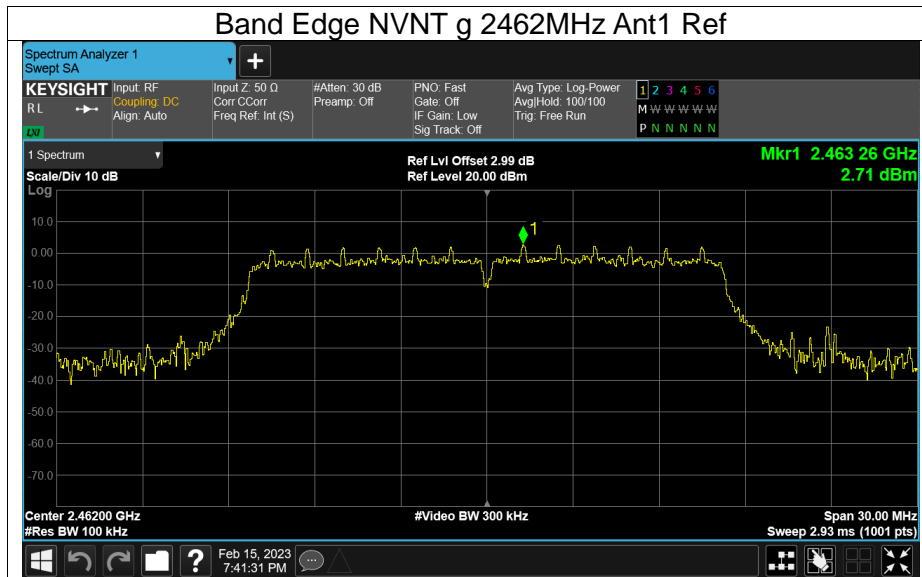 Band Edge NVNT g 2462MHz Ant1 Ref
Spectrum Analyzer 1
Swept SA
+
KEYSIGHT
RL
LXI
Input: RF
Coupling: DC
Align: Auto
Input Z: 50 Ω
Corr CCorr
Freq Ref: Int (S)
#Atten: 30 dB
Preamp: Off
PNO: Fast
Gate: Off
IF Gain: Low
Sig Track: Off
Avg Type: Log-Power
Avg|Hold: 100/100
Trig: Free Run
1 2 3 4 5 6
M W W W W W
P N N N N N
1 Spectrum
Scale/Div 10 dB
Ref Lvl Offset 2.99 dB
Ref Level 20.00 dBm
Mkr1 2.463 26 GHz
2.71 dBm
Log
10.0
0.00
-10.0
-20.0
-30.0
-40.0
-50.0
-60.0
-70.0
1
Center 2.46200 GHz
#Res BW 100 kHz
#Video BW 300 kHz
Span 30.00 MHz
Sweep 2.93 ms (1001 pts)
?
Feb 15, 2023
7:41:31 PM